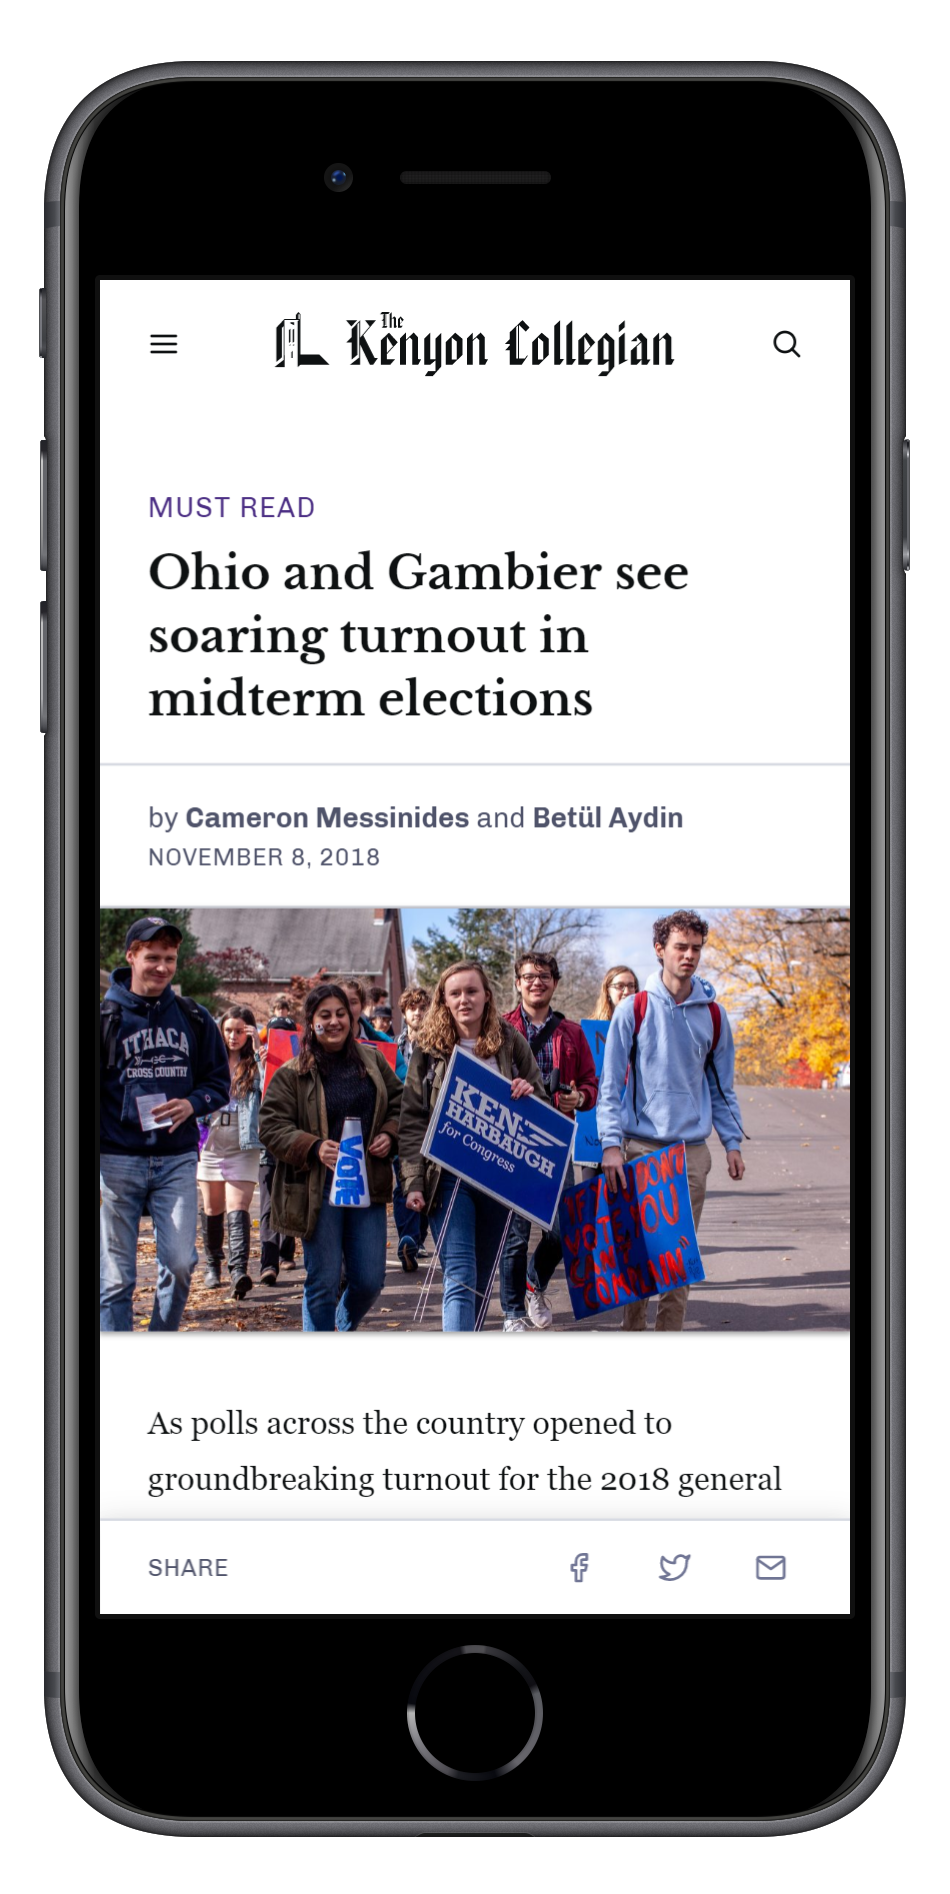 The
Kenyon Collegian
MUST READ
Ohio and Gambier see
soaring turnout in
midterm elections
by Cameron Messinides and Betül Aydin
NOVEMBER 8, 2018
ITHACA
CROSS COUNTRY
VOTE
KEN
HARBAUGH
for Congress
IF YOU DON'T
VOTE YOU
CAN'T
COMPLAIN"
As polls across the country opened to
groundbreaking turnout for the 2018 general
SHARE